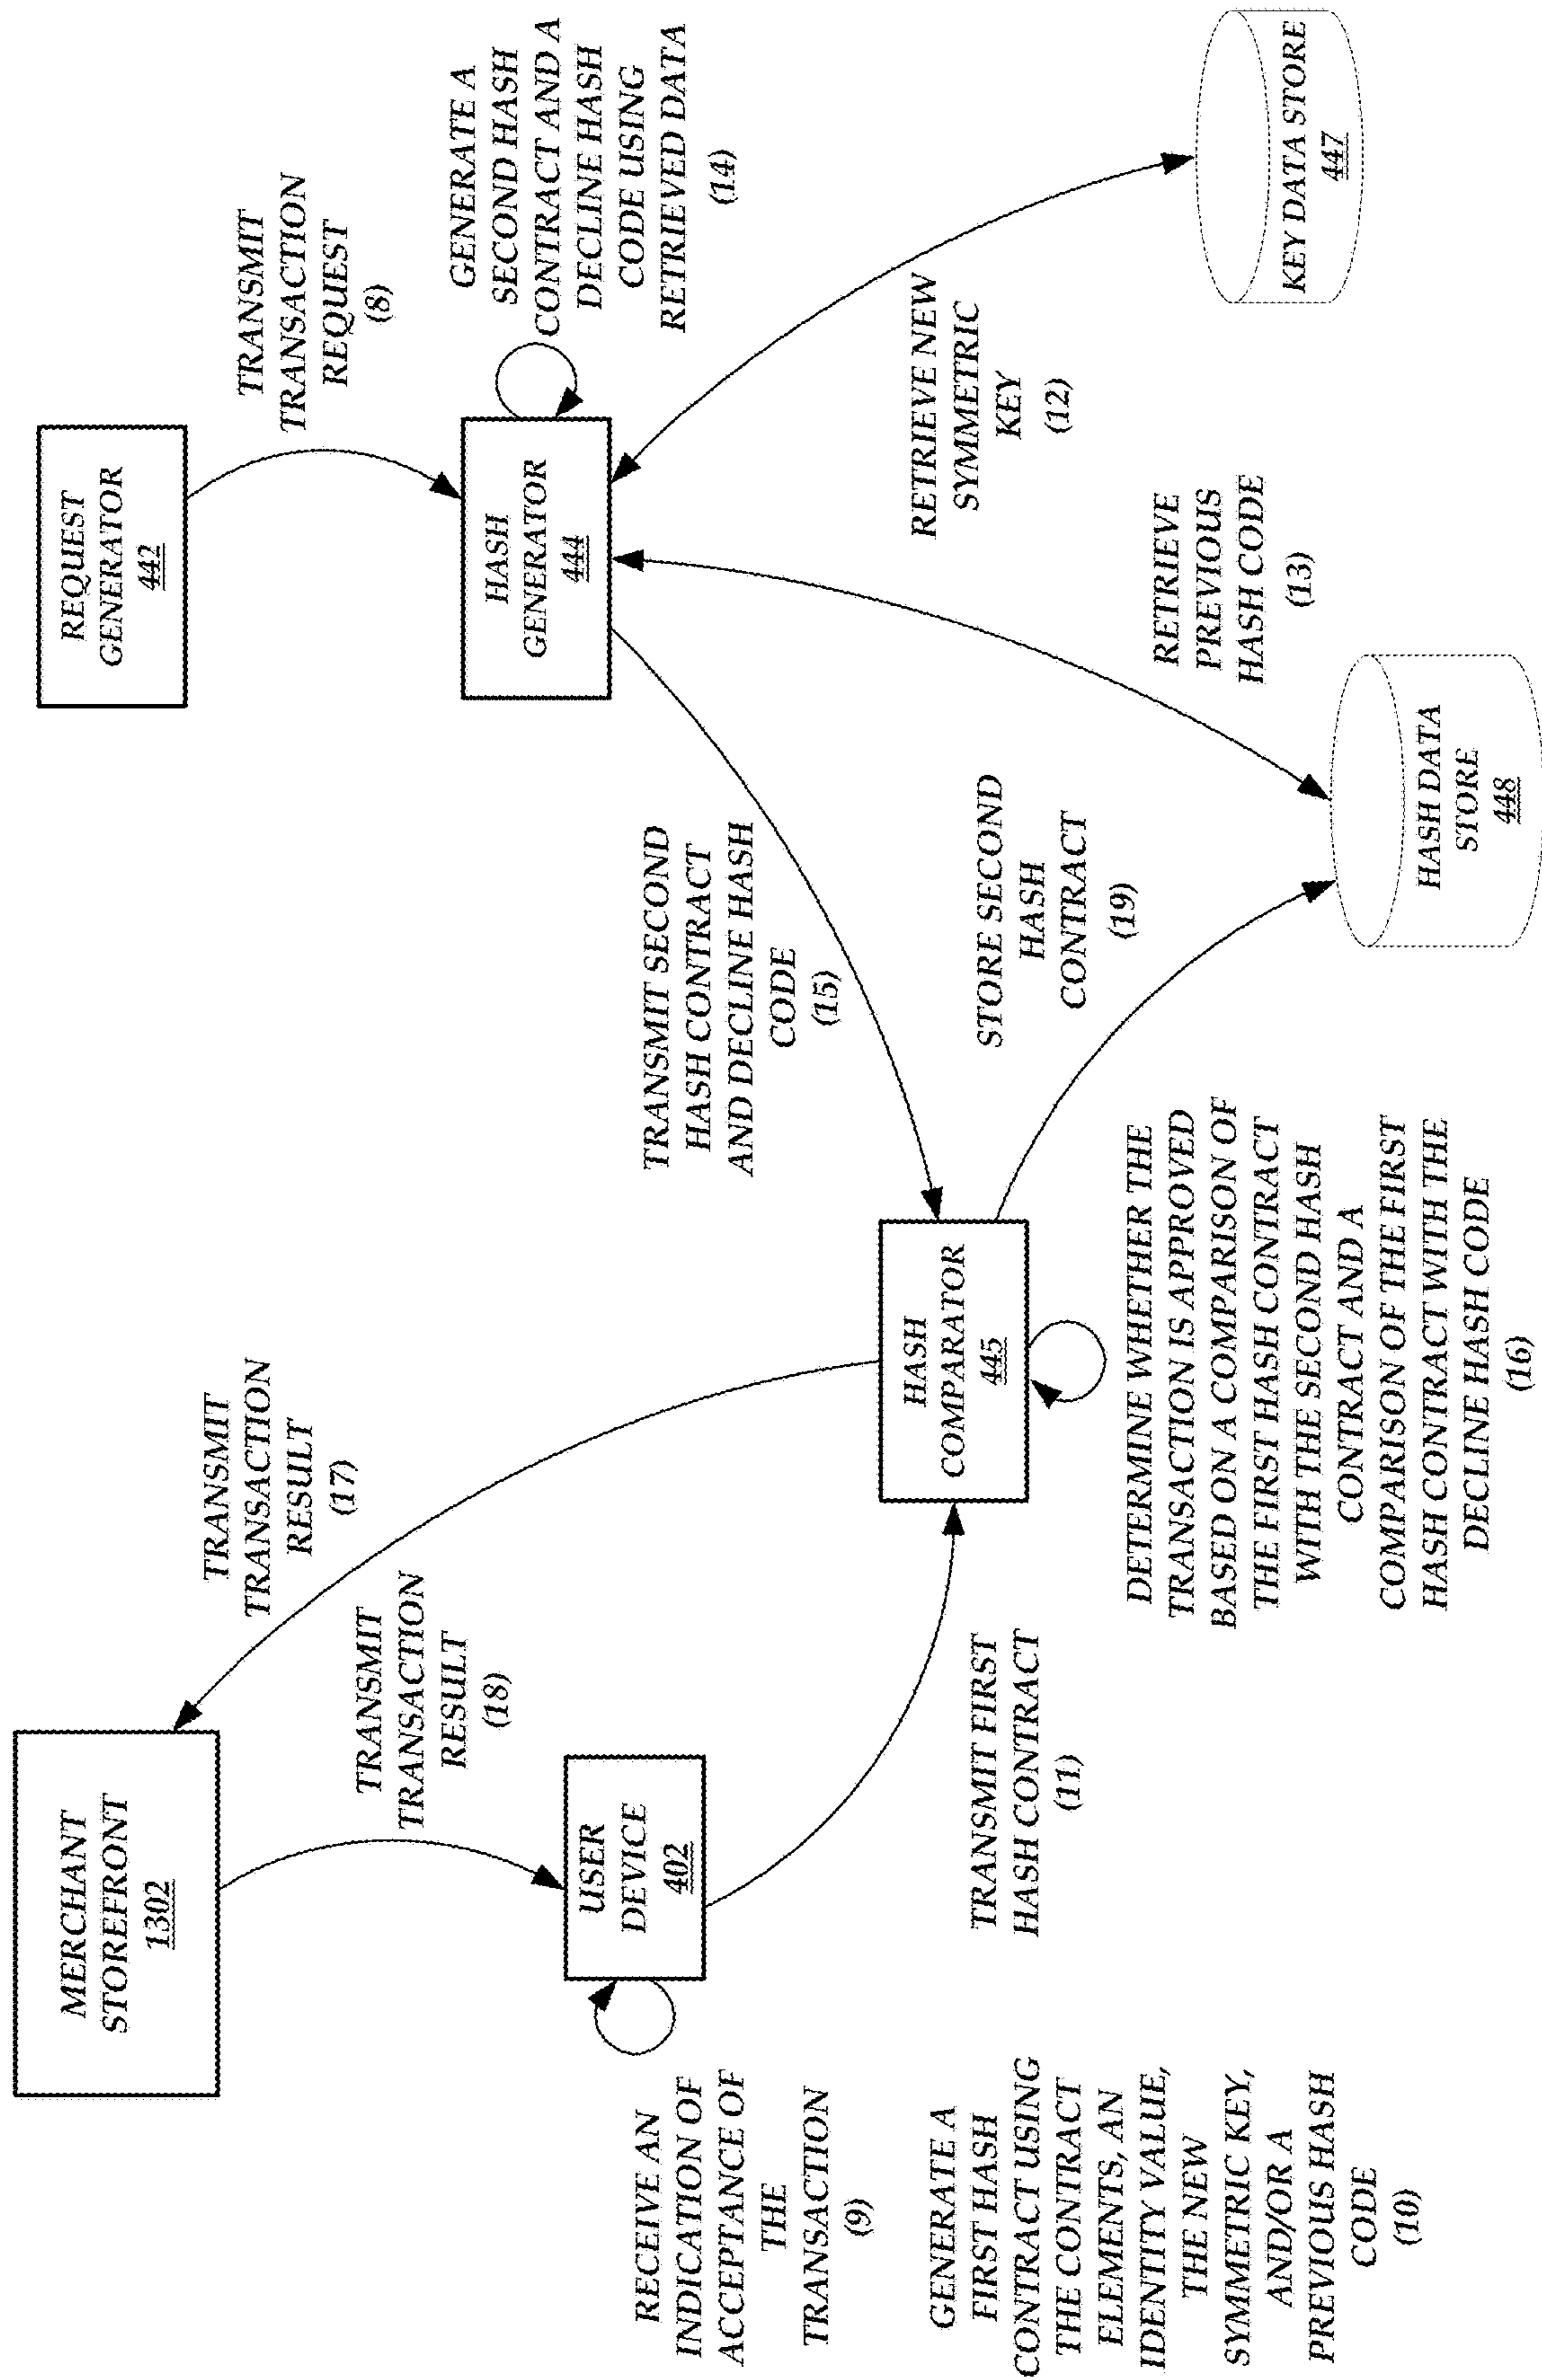 MERCHANT
STOREFRONT
1302
TRANSMIT
TRANSACTION
RESULT
(17)
REQUEST
GENERATOR
442
TRANSMIT
TRANSACTION
REQUEST
(8)
TRANSMIT
TRANSACTION
RESULT
(18)
HASH
GENERATOR
444
GENERATE A
SECOND HASH
CONTRACT AND A
DECLINE HASH
CODE USING
RETRIEVED DATA
(14)
RECEIVE AN
INDICATION OF
ACCEPTANCE OF
THE
TRANSACTION
(9)
USER
DEVICE
402
TRANSMIT SECOND
HASH CONTRACT
AND DECLINE HASH
CODE
(15)
RETRIEVE NEW
SYMMETRIC
KEY
(12)
GENERATE A
FIRST HASH
CONTRACT USING
THE CONTRACT
ELEMENTS, AN
IDENTITY VALUE,
THE NEW
SYMMETRIC KEY,
AND/OR A
PREVIOUS HASH
CODE
(10)
TRANSMIT FIRST
HASH CONTRACT
(11)
HASH
COMPARATOR
445
STORE SECOND
HASH
CONTRACT
(19)
RETRIEVE
PREVIOUS
HASH CODE
(13)
KEY DATA STORE
447
DETERMINE WHETHER THE
TRANSACTION IS APPROVED
BASED ON A COMPARISON OF
THE FIRST HASH CONTRACT
WITH THE SECOND HASH
CONTRACT AND A
COMPARISON OF THE FIRST
HASH CONTRACT WITH THE
DECLINE HASH CODE
(16)
HASH DATA
STORE
448